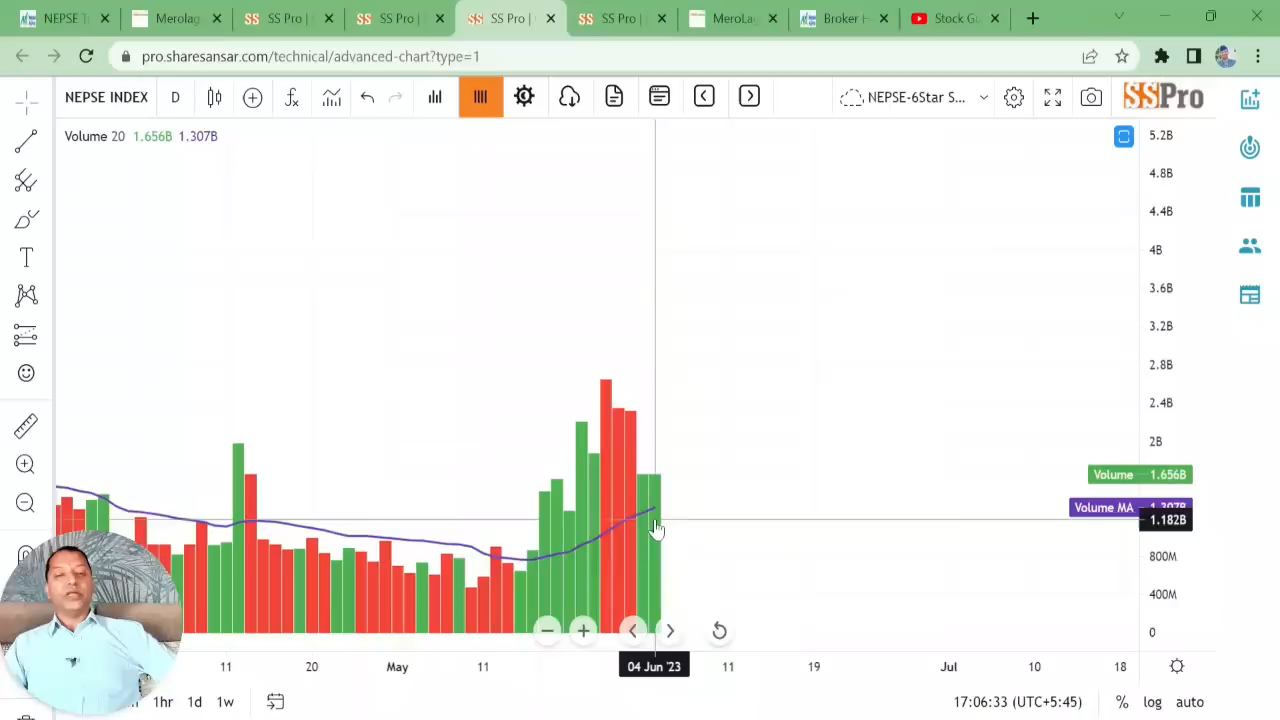 NEPSE T
Merolag
SS Pro |
SS Pro |
SS Pro |
SS Pro |
MeroLa
Broker H
Stock G
pro.sharesansar.com/technical/advanced-chart?type=1
NEPSE INDEX
D
NEPSE-6Star S...
SSPro
Volume 20 1.656B 1.307B
5.2B
4.8B
4.4B
4B
3.6B
3.2B
2.8B
2.4B
2B
Volume 1.656B
Volume MA 1.307B
1.182B
800M
400M
0
11
20
May
11
04 Jun '23
11
19
Jul
10
18
1hr
1d
1w
17:06:33 (UTC+5:45)
%
log
auto